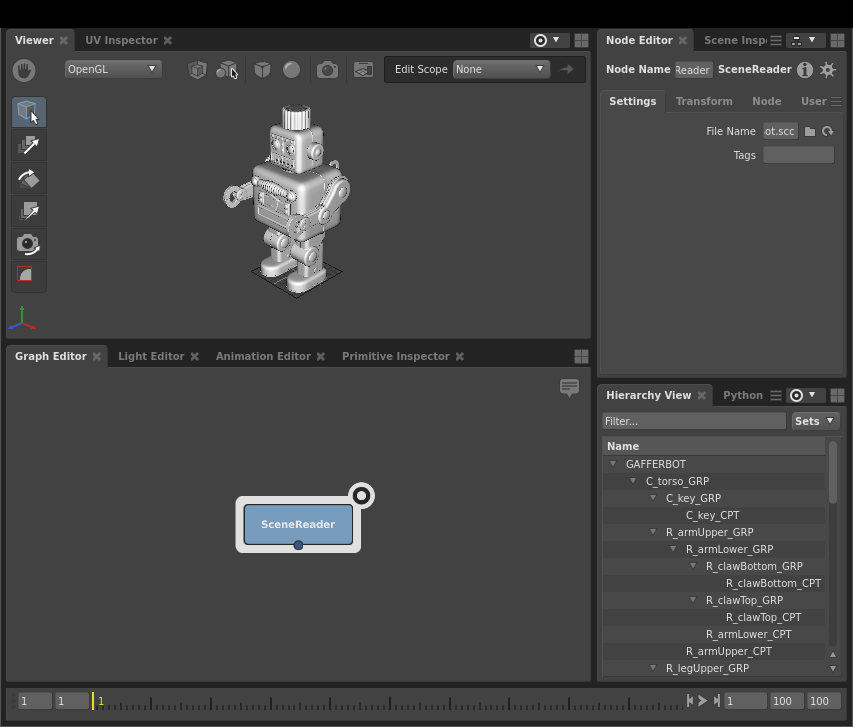 Viewer UV Inspector
OpenGL Edit Scope None
Node Editor Scene Insp
Node Name Reader SceneReader
Settings Transform Node User
File Name ot.scc
Tags
Graph Editor Light Editor Animation Editor Primitive Inspector
SceneReader
Hierarchy View Python
Filter... Sets
Name
GAFFERBOT
C_torso_GRP
C_key_GRP
C_key_CPT
R_armUpper_GRP
R_armLower_GRP
R_clawBottom_GRP
R_clawBottom_CPT
R_clawTop_GRP
R_clawTop_CPT
R_armLower_CPT
R_armUpper_CPT
R_legUpper_GRP
1 1 1 1 100 100